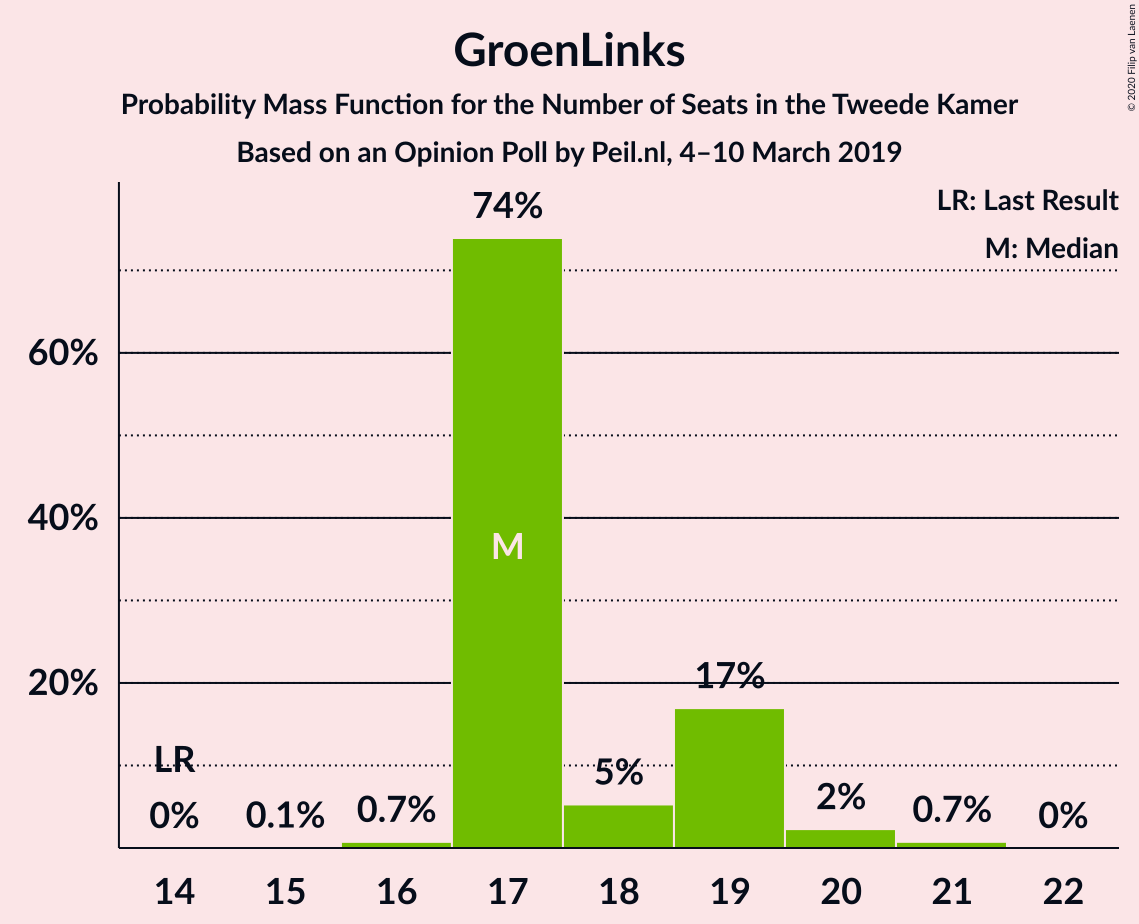 GroenLinks
Probability Mass Function for the Number of Seats in the Tweede Kamer
Based on an Opinion Poll by Peil.nl, 4–10 March 2019
© 2020 Filip van Laenen
LR: Last Result
M: Median
74%
60%
40%
M
20%
17%
LR
5%
0%
0.1%
0.7%
2%
0.7%
0%
14 15 16 17 18 19 20 21 22